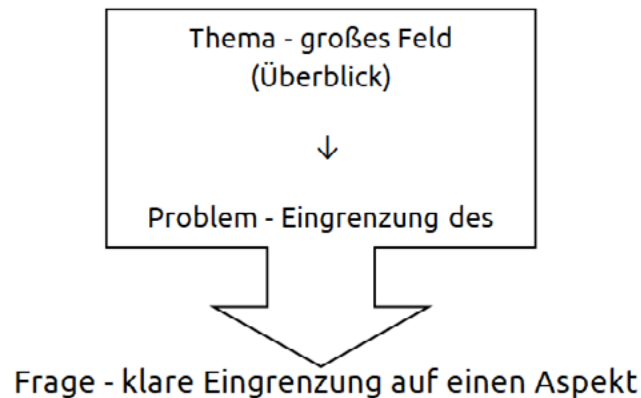 Thema - großes Feld
(Überblick)
↓
Problem - Eingrenzung des
Frage - klare Eingrenzung auf einen Aspekt